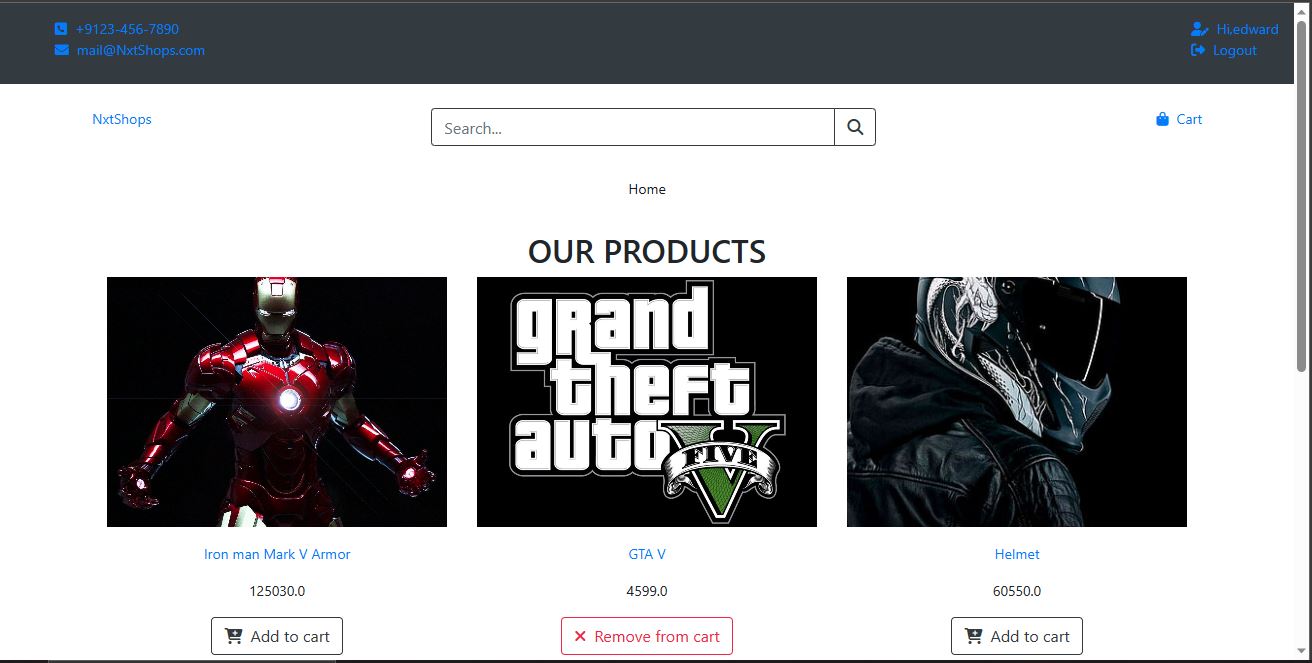 +9123-456-7890
Hi,edward
mail@NxtShops.com
Logout
NxtShops
Search...
Cart
Home
OUR PRODUCTS
grand
theft
auto
FIVE
V
Iron man Mark V Armor
GTA V
Helmet
125030.0
4599.0
60550.0
Add to cart
Remove from cart
Add to cart